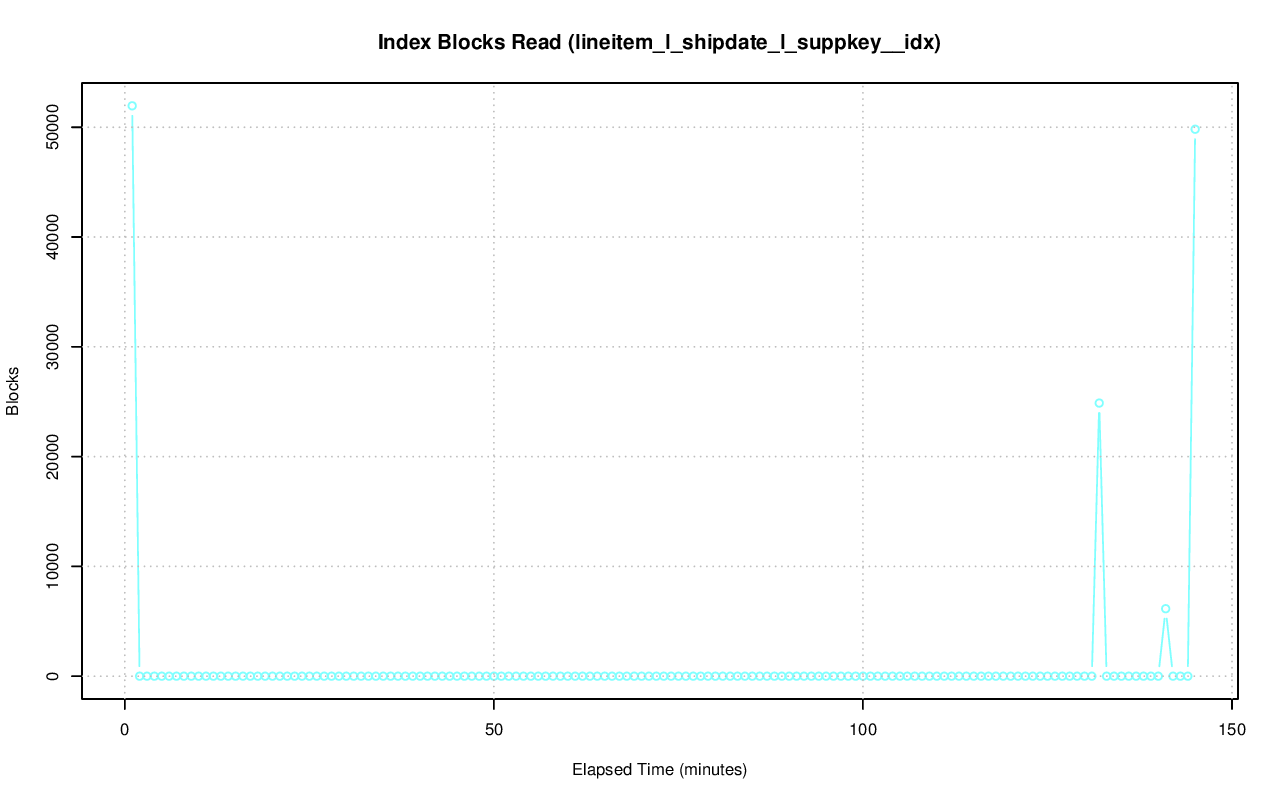 Index Blocks Read (lineitem_l_shipdate_l_suppkey__idx)
50000
40000
30000
20000
10000
0
Blocks
0 50 100 150
Elapsed Time (minutes)